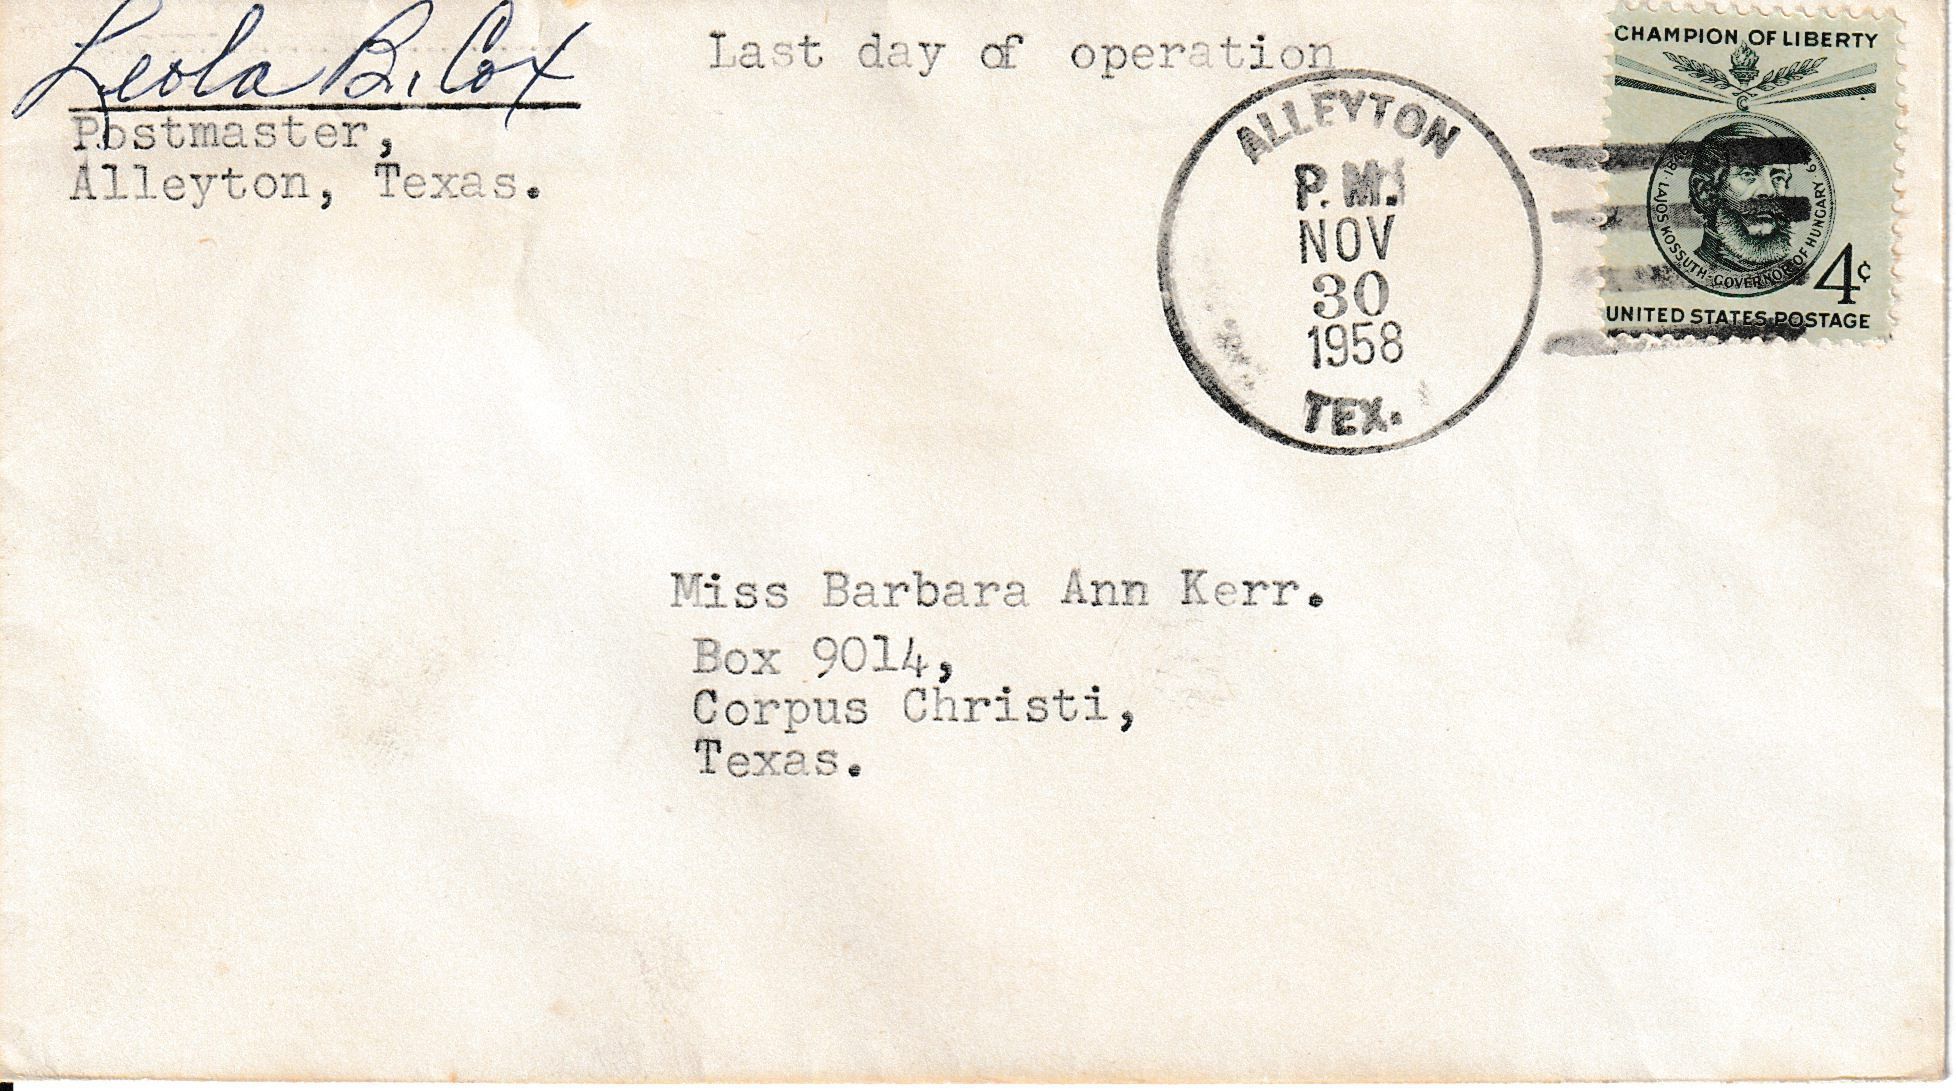 Leola B. Cox
Postmaster,
Alleyton, Texas.
Last day of operation
ALLEYTON
P.M.
NOV
30
1958
TEX.
CHAMPION OF LIBERTY
LAJOS KOSSUTH-GOVERNOR OF HUNGARY
4¢
UNITED STATES POSTAGE
Miss Barbara Ann Kerr.
Box 9014,
Corpus Christi,
Texas.